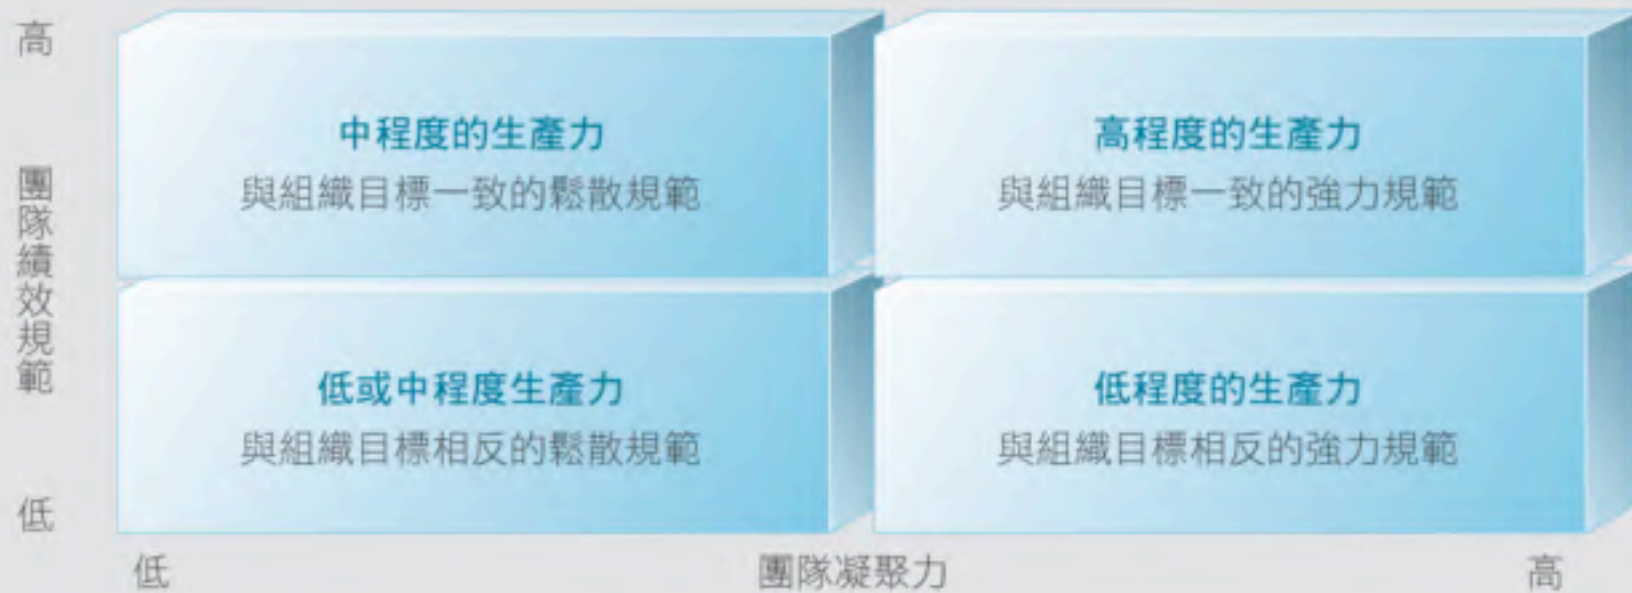 高
中程度的生產力
與組織目標一致的鬆散規範
高程度的生產力
與組織目標一致的強力規範
團隊績效規範
低或中程度生產力
與組織目標相反的鬆散規範
低程度的生產力
與組織目標相反的強力規範
低
低
團隊凝聚力
高